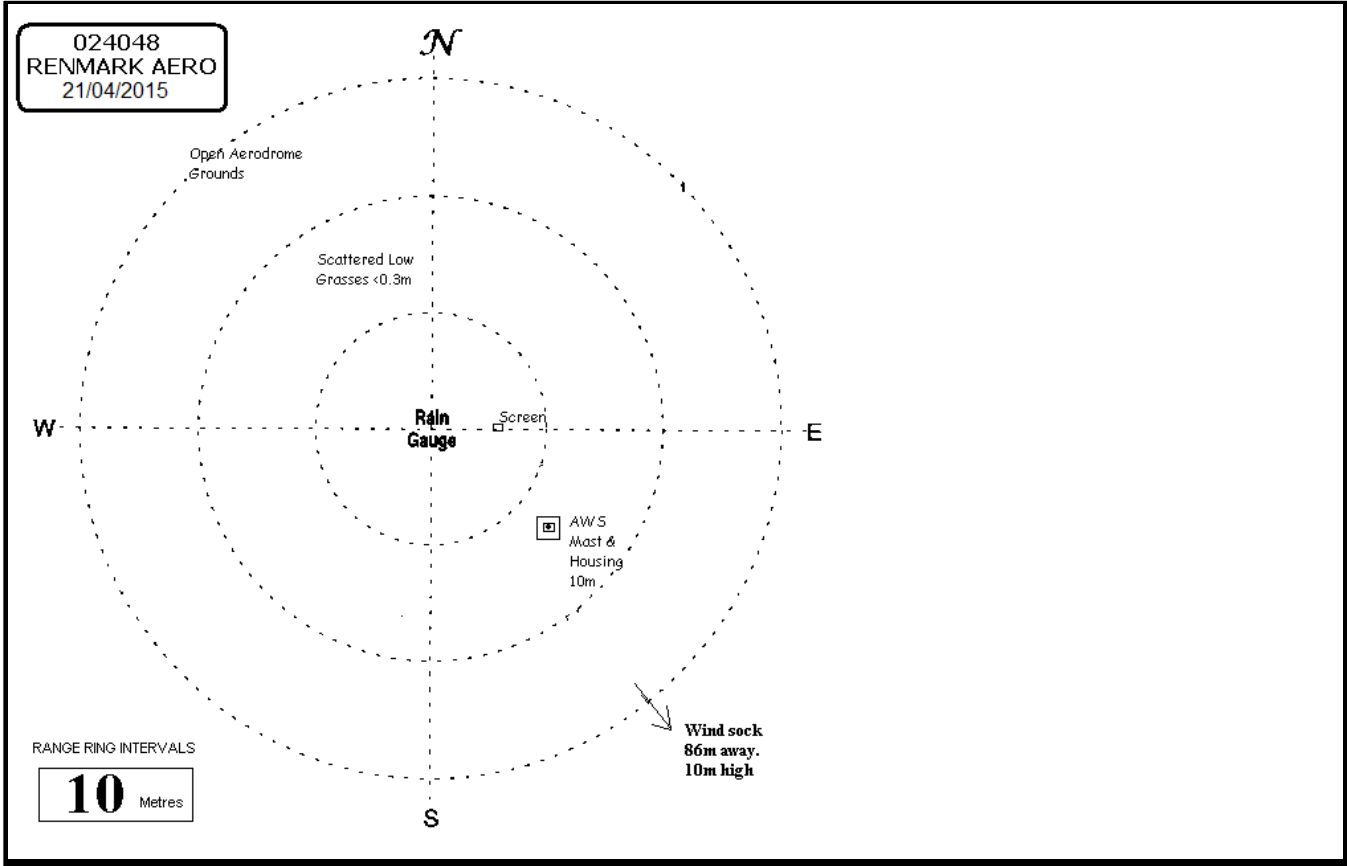 024048
RENMARK AERO
21/04/2015
N
Open Aerodrome
Grounds
Scattered Low
Grasses <0.3m
W
Rain
Gauge
Screen
E
AWS
Mast &
Housing
10m
Wind sock
86m away.
10m high
RANGE RING INTERVALS
10 Metres
S